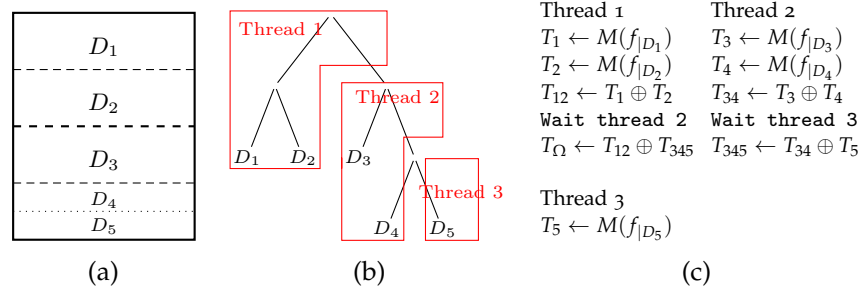 D₁
D₂
D₃
D₄
D₅
(a)
Thread 1
Thread 2
D₁ D₂ D₃
Thread 3
D₄ D₅
(b)
Thread 1
T₁ ← M(f|D₁)
T₂ ← M(f|D₂)
T₁₂ ← T₁ ⊕ T₂
Wait thread 2
T_Ω ← T₁₂ ⊕ T₃₄₅
Thread 2
T₃ ← M(f|D₃)
T₄ ← M(f|D₄)
T₃₄ ← T₃ ⊕ T₄
Wait thread 3
T₃₄₅ ← T₃₄ ⊕ T₅
Thread 3
T₅ ← M(f|D₅)
(c)